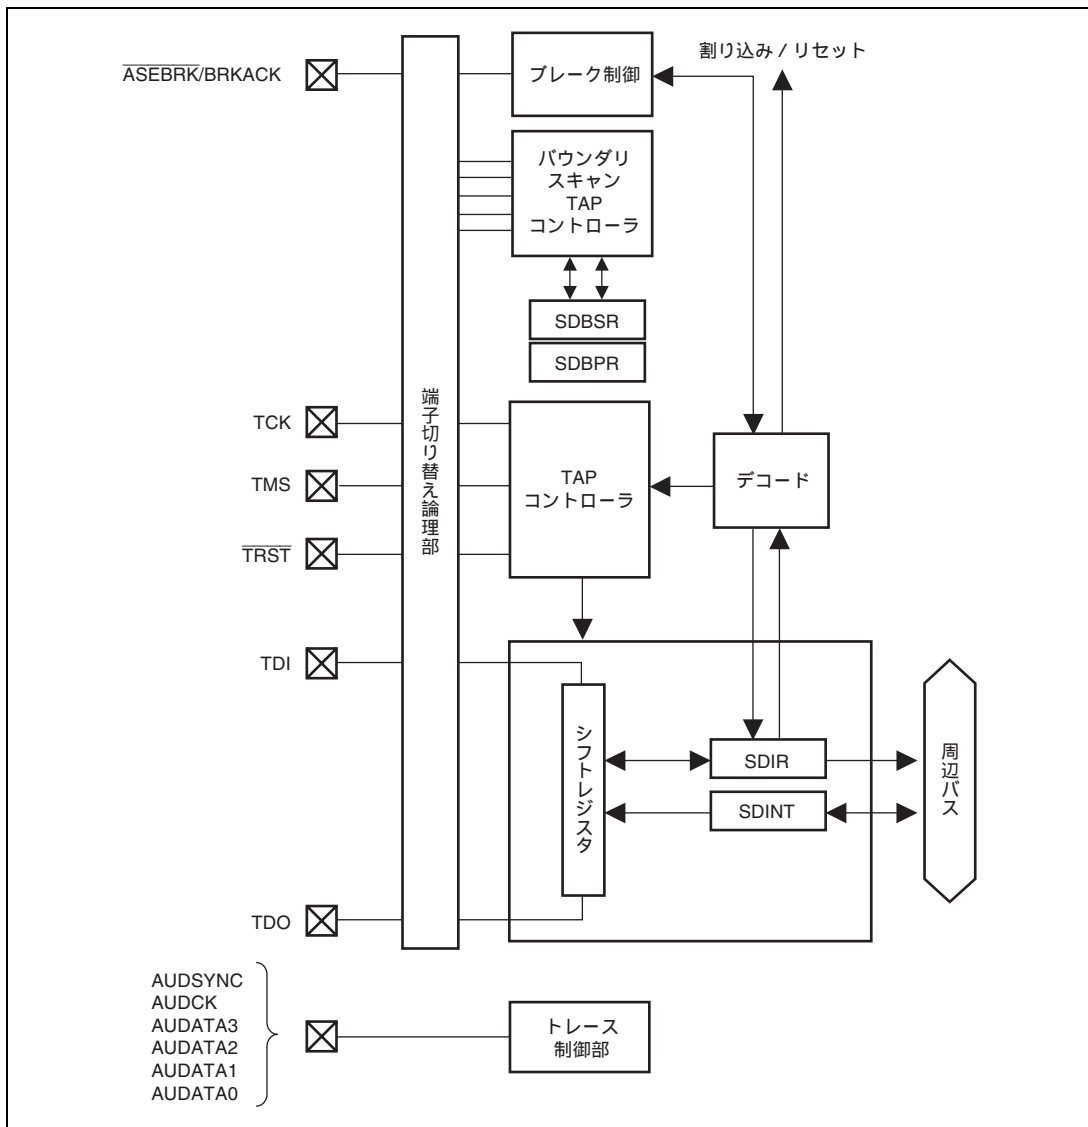 割り込み / リセット
ASEBRK/BRKACK
ブレーク制御
バウンダリ
スキャン
TAP
コントローラ
SDBSR
SDBPR
端子切り替え論理部
TCK
TMS
TRST
TAP
コントローラ
デコード
TDI
シフトレジスタ
SDIR
SDINT
周辺バス
TDO
AUDSYNC
AUDCK
AUDATA3
AUDATA2
AUDATA1
AUDATA0
トレース
制御部